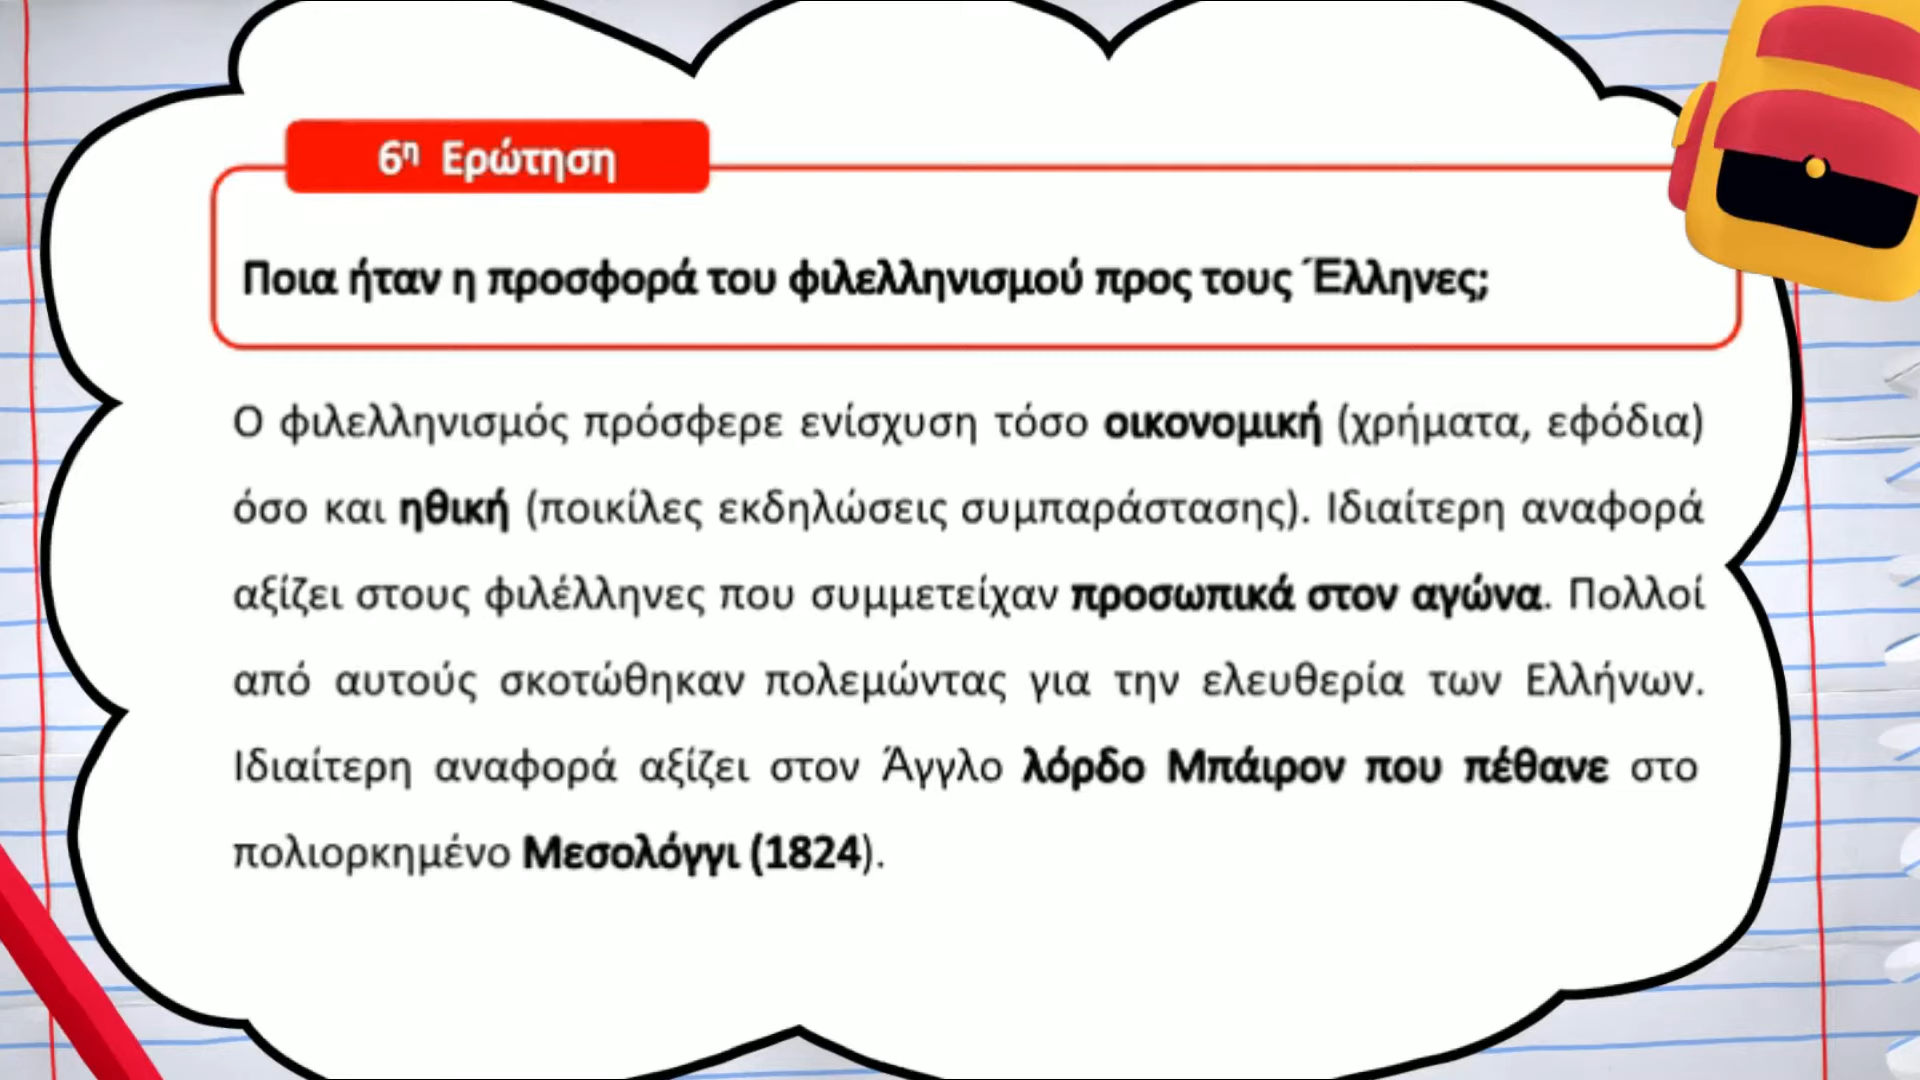 6η Ερώτηση
Ποια ήταν η προσφορά του φιλελληνισμού προς τους Έλληνες;
Ο φιλελληνισμός πρόσφερε ενίσχυση τόσο οικονομική (χρήματα, εφόδια)
όσο και ηθική (ποικίλες εκδηλώσεις συμπαράστασης). Ιδιαίτερη αναφορά
αξίζει στους φιλέλληνες που συμμετείχαν προσωπικά στον αγώνα. Πολλοί
από αυτούς σκοτώθηκαν πολεμώντας για την ελευθερία των Ελλήνων.
Ιδιαίτερη αναφορά αξίζει στον Άγγλο λόρδο Μπάιρον που πέθανε στο
πολιορκημένο Μεσολόγγι (1824).